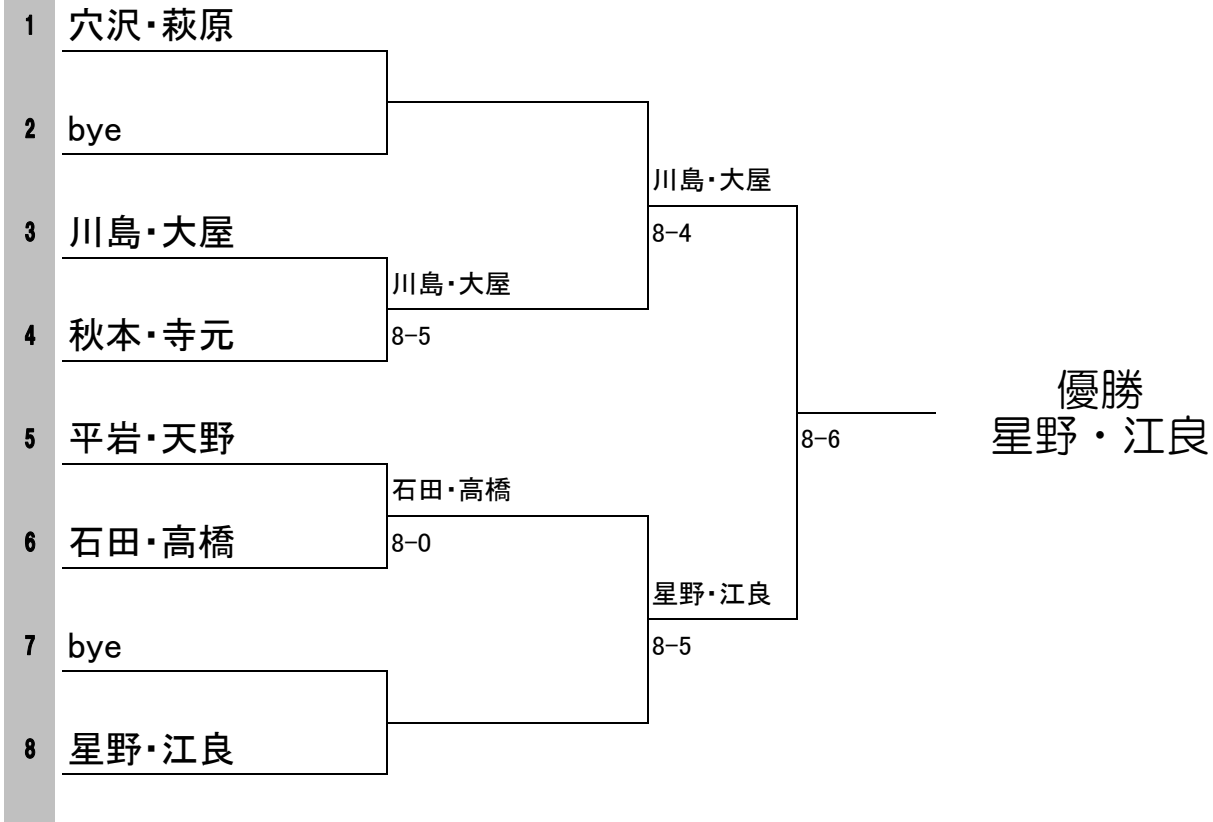 1 穴沢・萩原
2 bye
川島・大屋
3 川島・大屋
8-4
川島・大屋
4 秋本・寺元
8-5
優勝
5 平岩・天野
8-6
星野・江良
石田・高橋
6 石田・高橋
8-0
星野・江良
7 bye
8-5
8 星野・江良